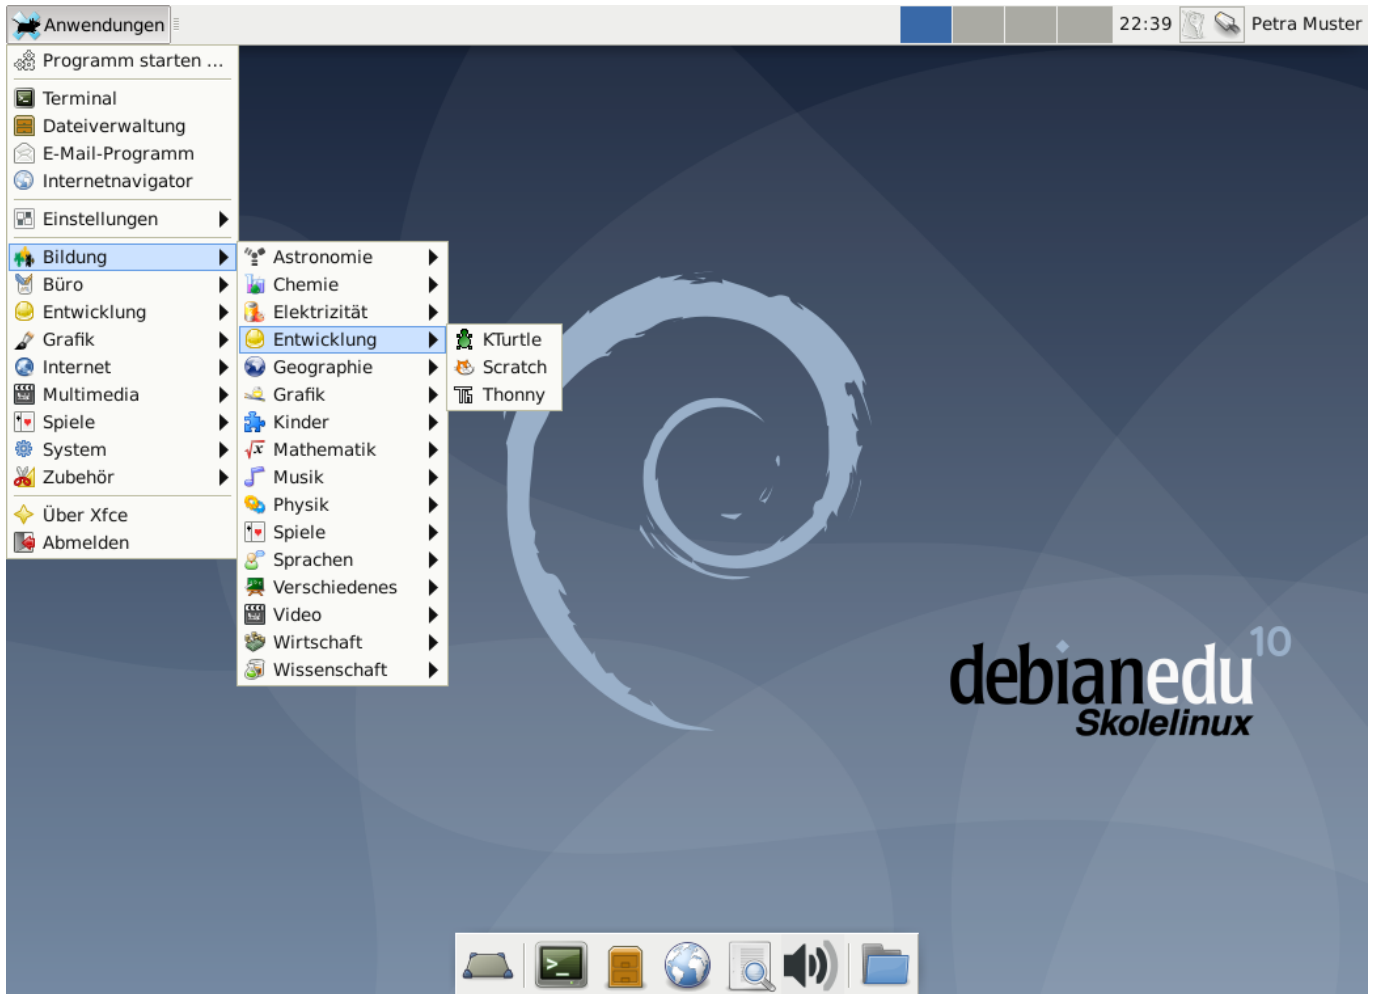 Anwendungen
22:39
Petra Muster
Programm starten ...
Terminal
Dateiverwaltung
E-Mail-Programm
Internetnavigator
Einstellungen
Bildung
Büro
Entwicklung
Grafik
Internet
Multimedia
Spiele
System
Zubehör
Über Xfce
Abmelden
Astronomie
Chemie
Elektrizität
Entwicklung
Geographie
Grafik
Kinder
Mathematik
Musik
Physik
Spiele
Sprachen
Verschiedenes
Video
Wirtschaft
Wissenschaft
KTurtle
Scratch
Thonny
debianedu 10
Skolelinux